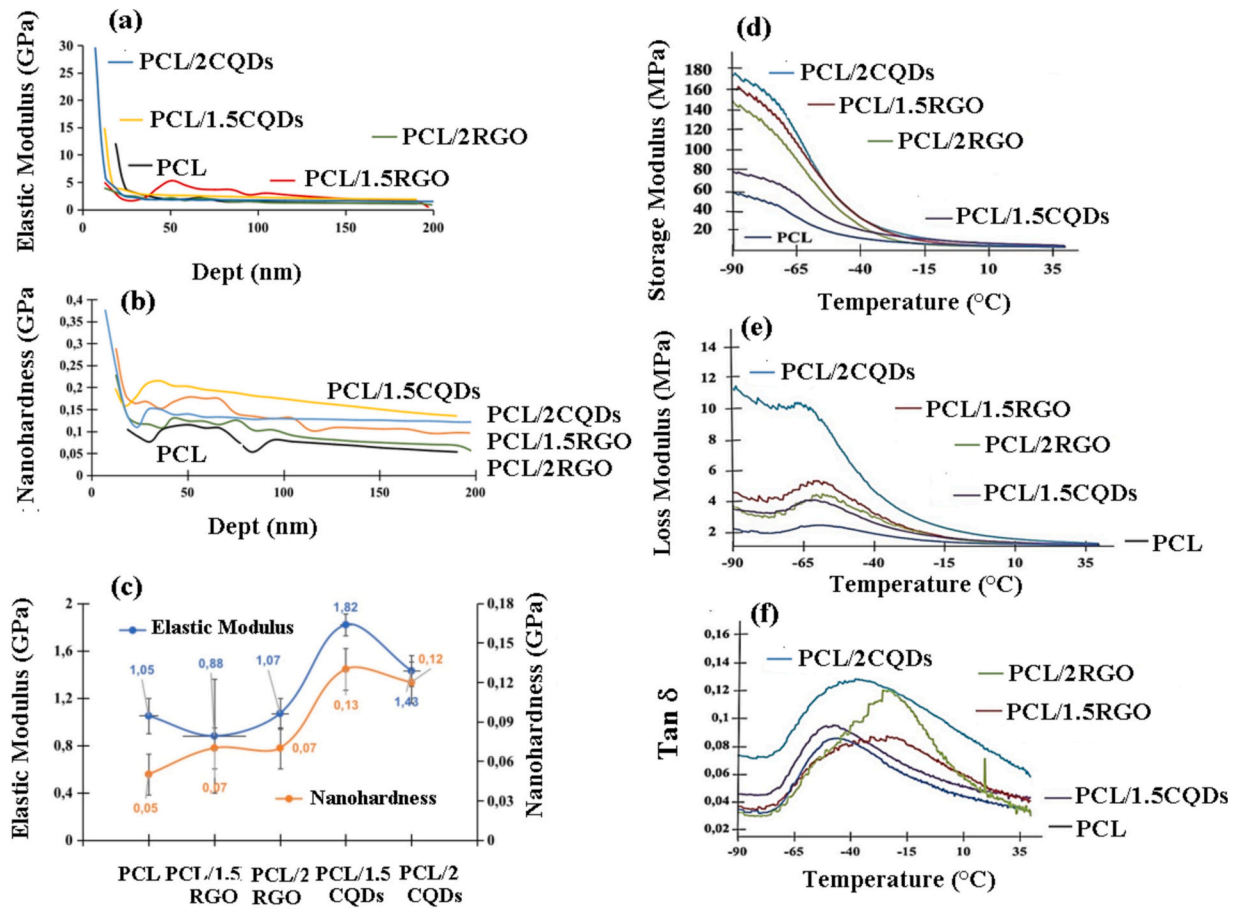 (a)
Elastic Modulus (GPa)
30
25
20
15
10
5
0
PCL/2CQDs
PCL/1.5CQDs
PCL/2RGO
PCL
PCL/1.5RGO
0
50
100
150
200
Dept (nm)
(b)
Nanohardness (GPa
0,4
0,35
0,3
0,25
0,2
0,15
0,1
0,05
0
PCL/1.5CQDs
PCL/2CQDs
PCL/1.5RGO
PCL
PCL/2RGO
0
50
100
150
200
Dept (nm)
(c)
Elastic Modulus (GPa)
2
1,6
1,2
0,8
0,4
0
Elastic Modulus
1,82
1,05
0,88
1,07
0,12
1,43
0,13
0,07
0,07
0,05
Nanohardness
0,18
0,15
0,12
0,09
0,06
0,03
0
Nanohardness (GPa)
PCL
PCL/1.5
RGO
PCL/2
RGO
PCL/1.5
CQDs
PCL/2
CQDs
(d)
Storage Modulus (MPa)
180
160
140
120
100
80
60
40
20
PCL/2CQDs
PCL/1.5RGO
PCL/2RGO
PCL/1.5CQDs
PCL
-90
-65
-40
-15
10
35
Temperature (°C)
(e)
Loss Modulus (MPa)
14
12
10
8
6
4
2
PCL/2CQDs
PCL/1.5RGO
PCL/2RGO
PCL/1.5CQDs
PCL
-90
-65
-40
-15
10
35
Temperature (°C)
(f)
Tan δ
0,16
0,14
0,12
0,10
0,08
0,06
0,04
0,02
PCL/2CQDs
PCL/2RGO
PCL/1.5RGO
PCL/1.5CQDs
PCL
-90
-65
-40
-15
10
35
Temperature (°C)